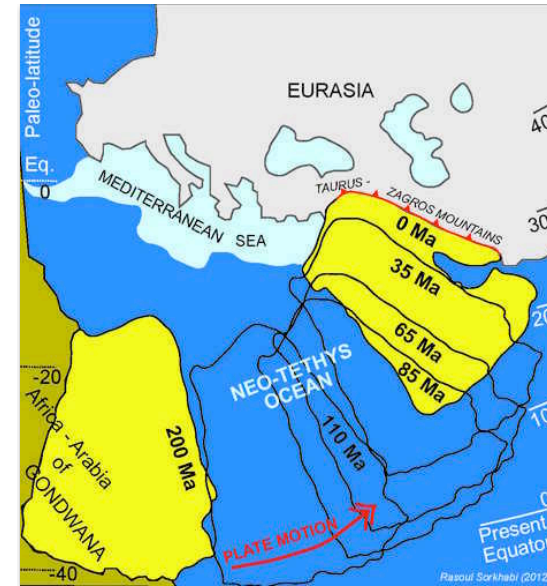 Paleo-latitude
Eq.
0
-20
-40
EURASIA
40
30
20
10
0
MEDITERRANEAN SEA
TAURUS - ZAGROS MOUNTAINS
0 Ma
35 Ma
65 Ma
85 Ma
NEO-TETHYS
OCEAN
110 Ma
200 Ma
Africa - Arabia
of
GONDWANA
PLATE MOTION
Present
Equator
Rasoul Sorkhabi (2012